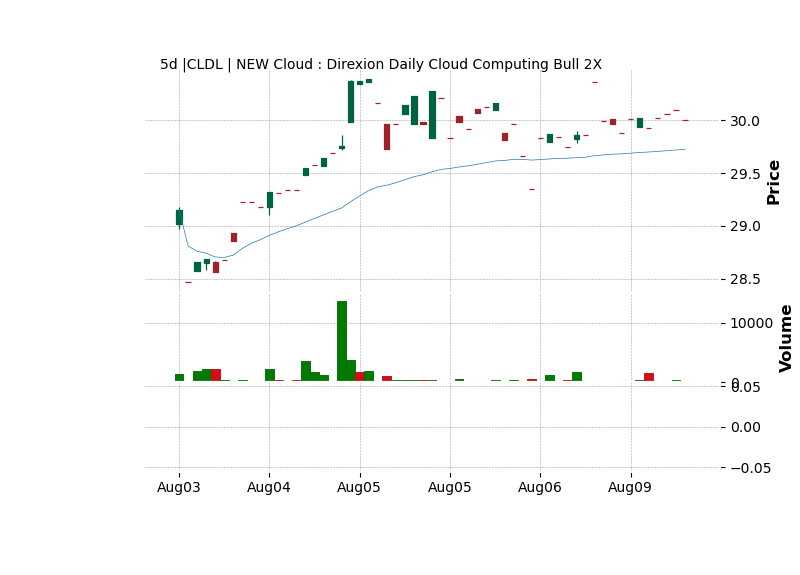 5d |CLDL | NEW Cloud : Direxion Daily Cloud Computing Bull 2X
30.0
29.5
29.0
28.5
Price
10000
0
Volume
0.05
0.00
−0.05
Aug03 Aug04 Aug05 Aug05 Aug06 Aug09